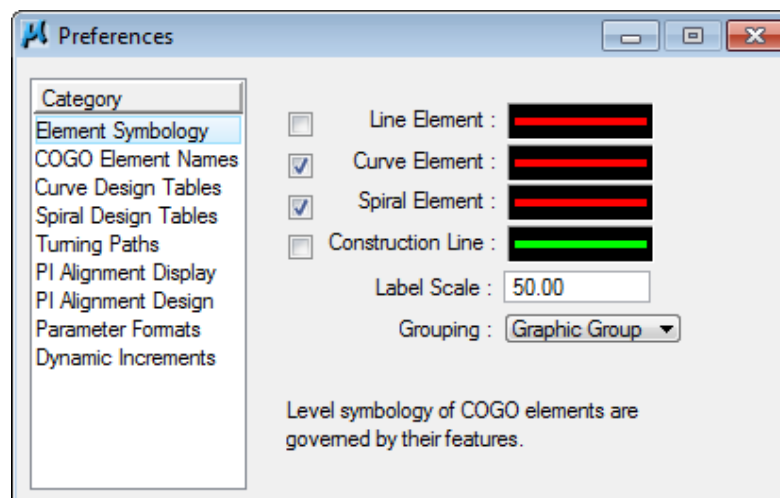 Preferences
Category
Element Symbology
COGO Element Names
Curve Design Tables
Spiral Design Tables
Turning Paths
PI Alignment Display
PI Alignment Design
Parameter Formats
Dynamic Increments
Line Element :
Curve Element :
Spiral Element :
Construction Line :
Label Scale : 50.00
Grouping : Graphic Group
Level symbology of COGO elements are
governed by their features.